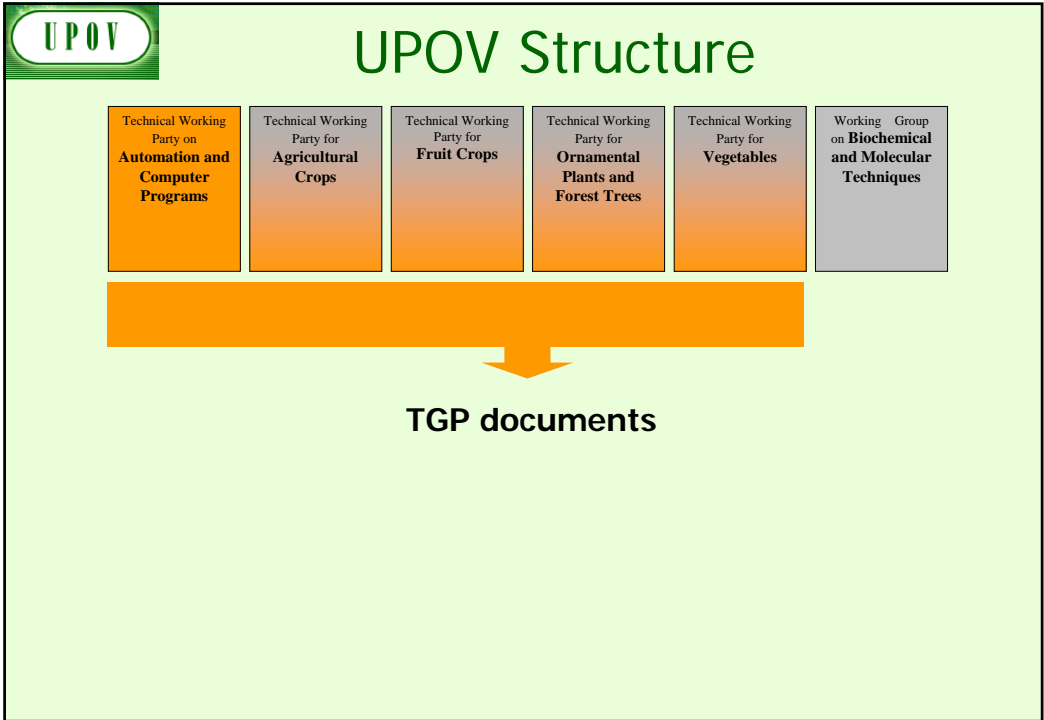 UPOV
UPOV Structure
Technical Working
Party on
Automation and
Computer
Programs
Technical Working
Party for
Agricultural
Crops
Technical Working
Party for
Fruit Crops
Technical Working
Party for
Ornamental
Plants and
Forest Trees
Technical Working
Party for
Vegetables
Working Group
on Biochemical
and Molecular
Techniques
TGP documents